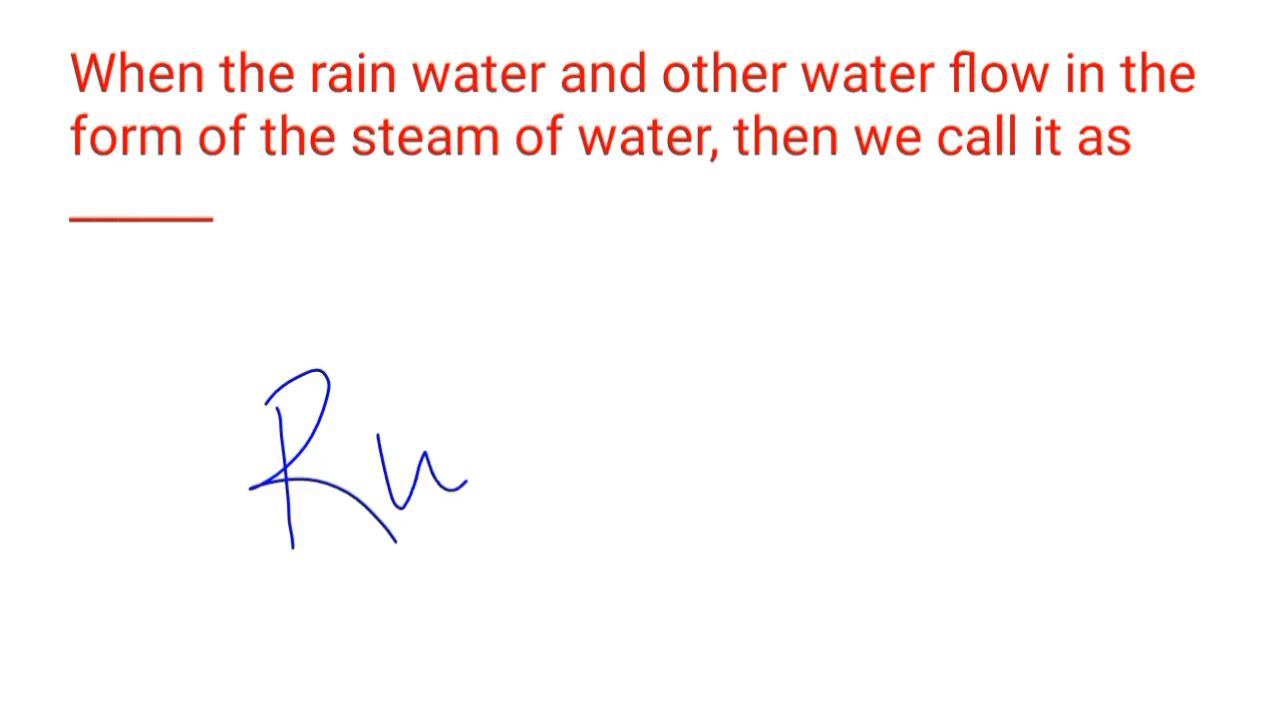 When the rain water and other water flow in the
form of the steam of water, then we call it as
______
Ru